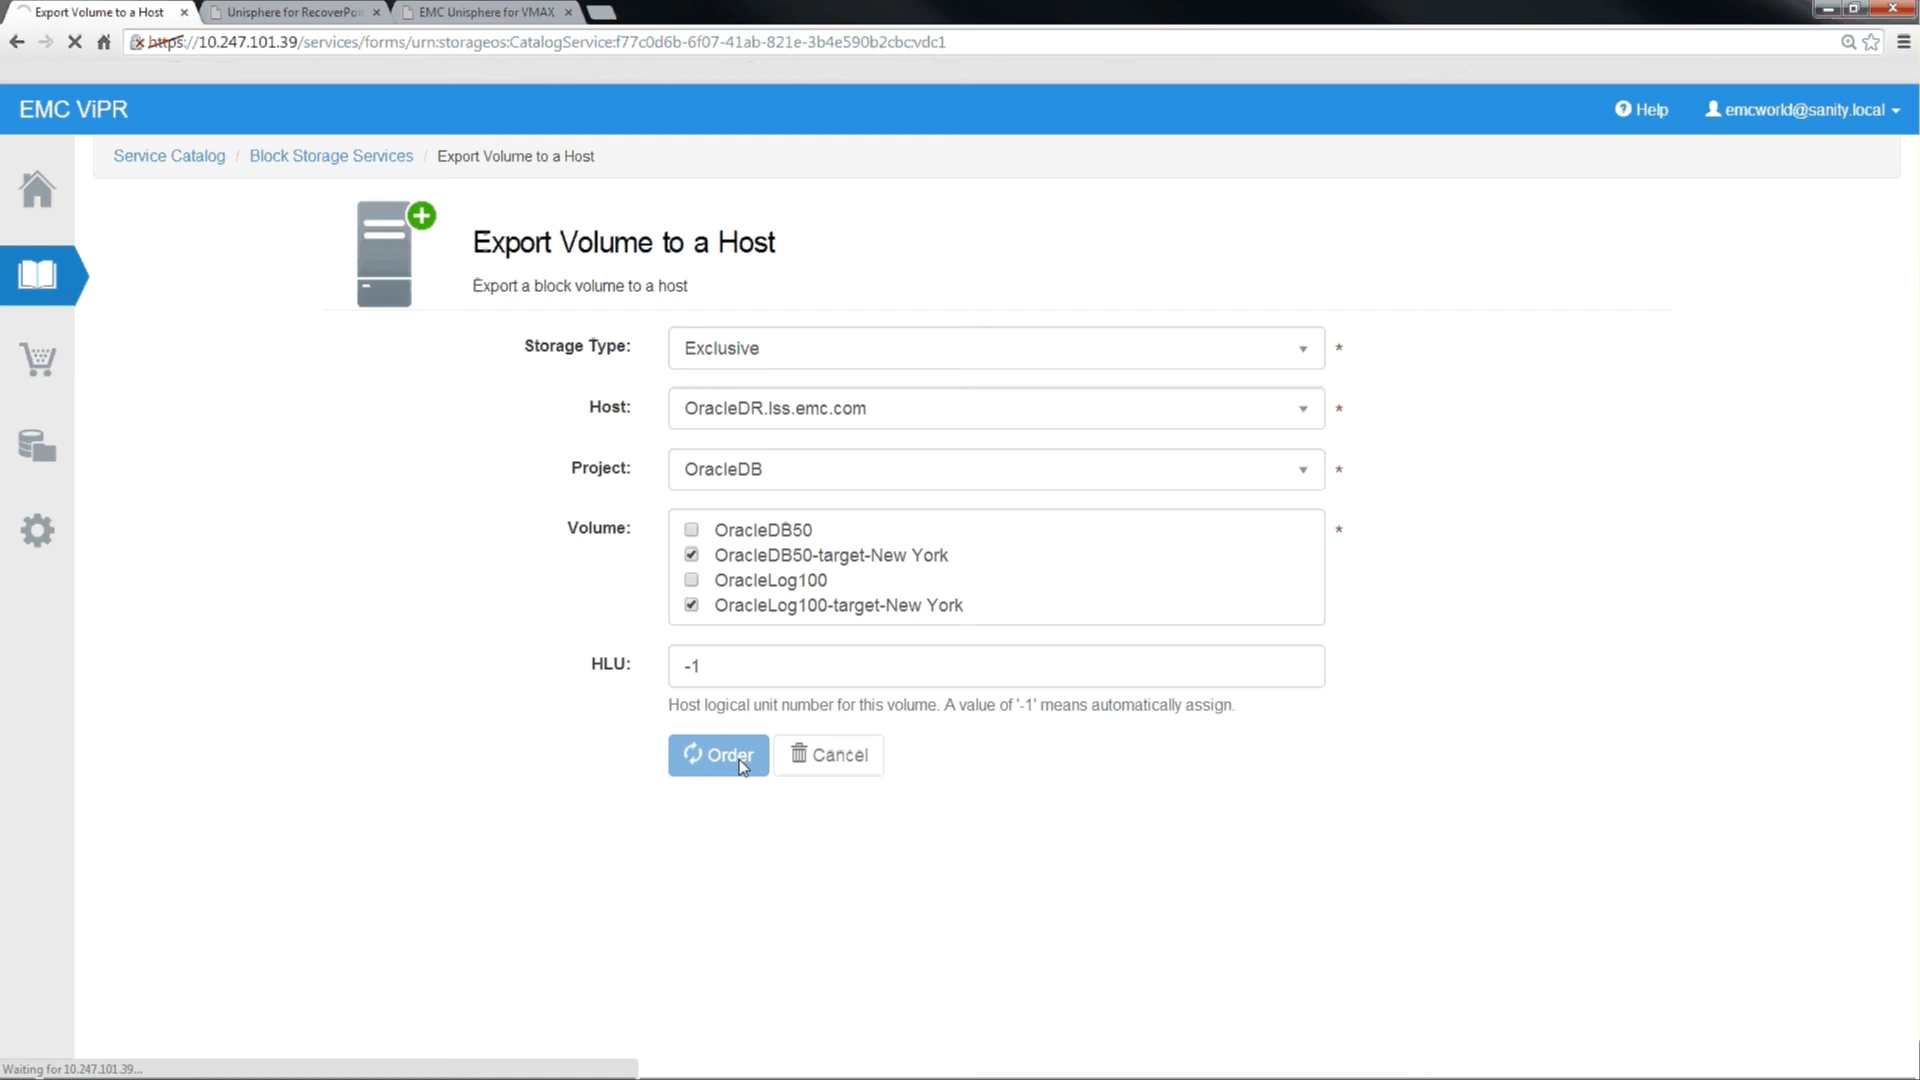 Export Volume to a Host
Unisphere for RecoverPoi
EMC Unisphere for VMAX
https://10.247.101.39/services/forms/urn:storageos:CatalogService:f77c0d6b-6f07-41ab-821e-3b4e590b2cbc:vdc1
EMC ViPR
Help
emcworld@sanity.local
Service Catalog / Block Storage Services / Export Volume to a Host
Export Volume to a Host
Export a block volume to a host
Storage Type: Exclusive *
Host: OracleDR.lss.emc.com *
Project: OracleDB *
Volume: OracleDB50 *
OracleDB50-target-New York
OracleLog100
OracleLog100-target-New York
HLU: -1
Host logical unit number for this volume. A value of '-1' means automatically assign.
Order Cancel
Waiting for 10.247.101.39...